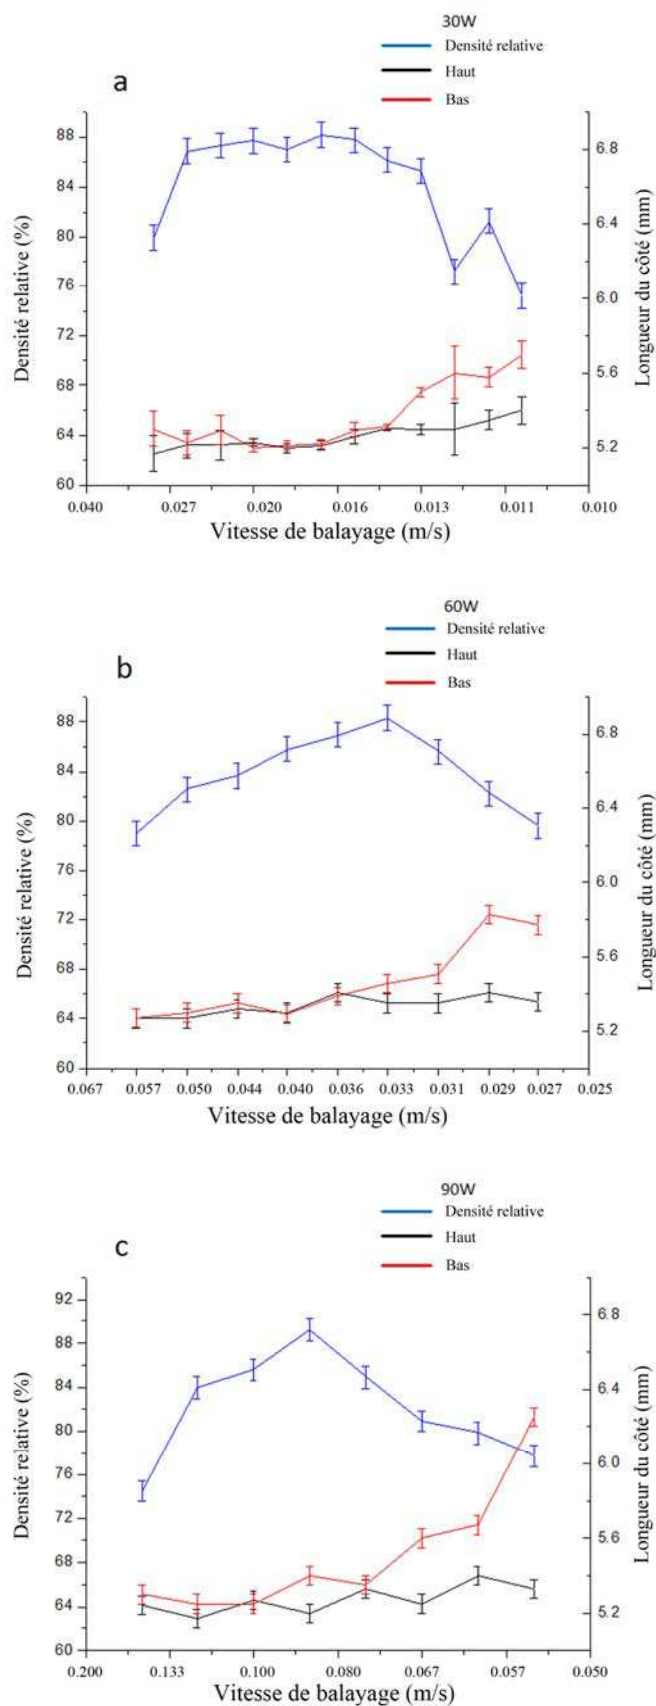 30W
Densité relative
Haut
Bas
a
88
84
80
76
72
68
64
60
Densité relative (%)
6.8
6.4
6.0
5.6
5.2
Longueur du côté (mm)
0.040 0.027 0.020 0.016 0.013 0.011 0.010
Vitesse de balayage (m/s)
60W
Densité relative
Haut
Bas
b
88
84
80
76
72
68
64
60
Densité relative (%)
6.8
6.4
6.0
5.6
5.2
Longueur du côté (mm)
0.067 0.057 0.050 0.044 0.040 0.036 0.033 0.031 0.029 0.027 0.025
Vitesse de balayage (m/s)
90W
Densité relative
Haut
Bas
c
92
88
84
80
76
72
68
64
60
Densité relative (%)
6.8
6.4
6.0
5.6
5.2
Longueur du côté (mm)
0.200 0.133 0.100 0.080 0.067 0.057 0.050
Vitesse de balayage (m/s)